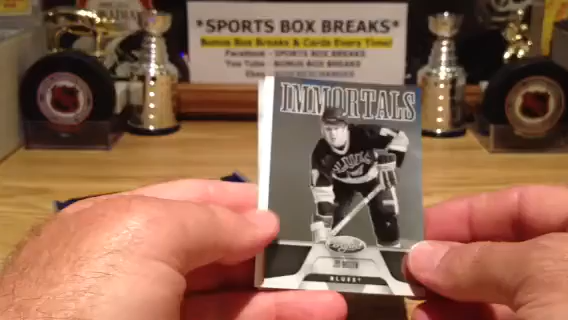 *SPORTS BOX BREAKS*
Bonus Box Breaks & Cards Every Time!
Facebook - SPORTS BOX BREAKS
You Tube - BONUS BOX BREAKS
IMMORTALS
BLUES